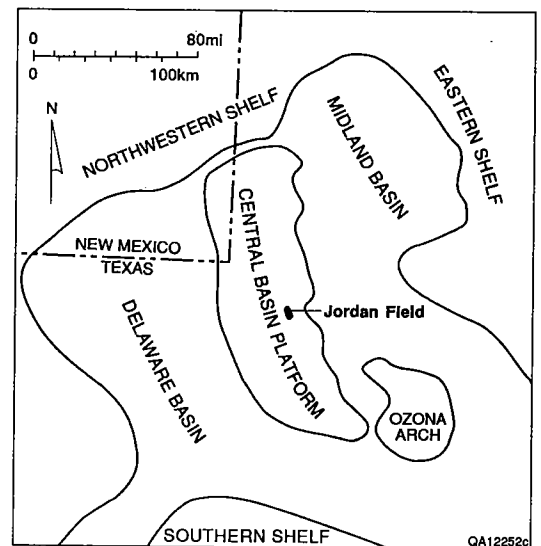 0 80mi
0 100km
N
NORTHWESTERN SHELF
MIDLAND BASIN
EASTERN SHELF
NEW MEXICO
TEXAS
CENTRAL BASIN PLATFORM
Jordan Field
DELAWARE BASIN
OZONA
ARCH
SOUTHERN SHELF
QA12252c